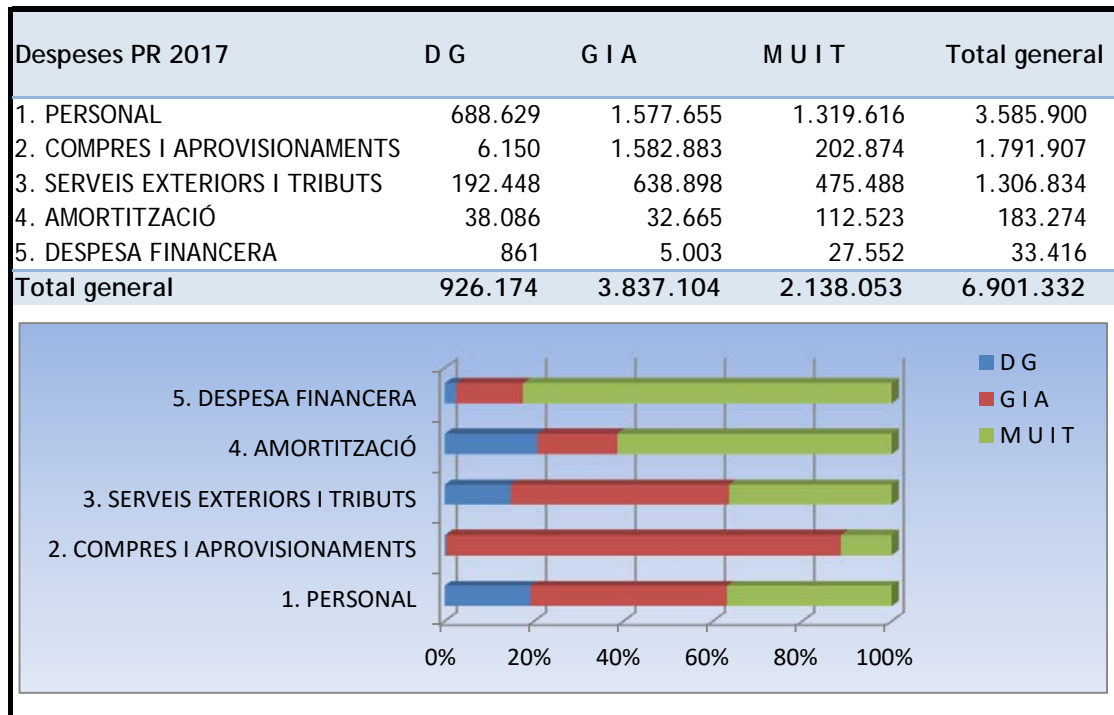 Despeses PR 2017 D G G I A M U I T Total general
1. PERSONAL 688.629 1.577.655 1.319.616 3.585.900
2. COMPRES I APROVISIONAMENTS 6.150 1.582.883 202.874 1.791.907
3. SERVEIS EXTERIORS I TRIBUTS 192.448 638.898 475.488 1.306.834
4. AMORTITZACIÓ 38.086 32.665 112.523 183.274
5. DESPESA FINANCERA 861 5.003 27.552 33.416
Total general 926.174 3.837.104 2.138.053 6.901.332
D G
G I A
M U I T
5. DESPESA FINANCERA
4. AMORTITZACIÓ
3. SERVEIS EXTERIORS I TRIBUTS
2. COMPRES I APROVISIONAMENTS
1. PERSONAL
0% 20% 40% 60% 80% 100%